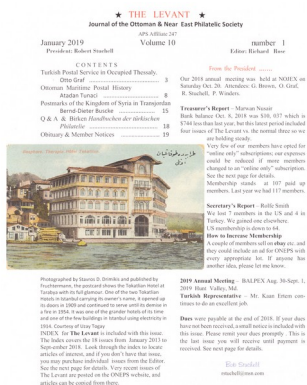 ★ THE LEVANT ★
Journal of the Ottoman & Near East Philatelic Society
APS Affiliate 247
January 2019 Volume 10 number 1
President: Robert Stuchell Editor: Richard Rose
CONTENTS
Turkish Postal Service in Occupied Thessaly.
Otto Graf 3
Ottoman Maritime Postal History
Atadan Tunaci 8
Postmarks of the Kingdom of Syria in Transjordan
Bernd-Dieter Buscke 15
Q & A & Birken Handbuchen der türkischen
Philatelie 18
Obituary & Member Notices 19
Photographed by Stavros D. Drimikis and published by
Fruchtermann, the postcard shows the Tokatlian Hotel at
Tarabya with its full glamour. One of the two Tokatlian
Hotels in Istanbul carrying its owner's name, it opened up
its doors in 1909 and continued to serve until its demise in
a fire in 1954. It was one of the grander hotels of its time
and one of the few buildings in Istanbul using electricity in
1914. Courtesy of Izzay Tagay
INDEX for The Levant is included with this issue.
The Index covers the 18 issues from January 2013 to
September 2018. Look through the index to locate
articles of interest, and if you don't have that issue,
you may purchase individual issues from the Editor.
See the next page for details. Very recent issues of
The Levant are posted on the ONEPS website, and
articles can be copied from there.
From the President .......
Our 2018 annual meeting was held at NOJEX on
Saturday Oct. 20. Attendees: G. Brown, O. Graf,
R. Stuchell, P. Winders.
Treasurer's Report – Marwan Nusair
Bank balance Oct. 8, 2018 was $10, 037 which is
$744 less than last year; but this latest period included
four issues of The Levant vs. the normal three so we
are holding steady.
Very few of our members have opted for
"online only" subscriptions; our expenses
could be reduced if more members
changed to an "online only" subscription.
See the next page for details.
Membership stands at 107 paid up
members. Last year we had 117 members.
Secretary's Report – Rolfe Smith
We lost 7 members in the US and 4 in
Turkey. We gained one elsewhere.
US membership is down to 64.
How to Increase Membership
A couple of members sell on ebay etc. and
they could include an ad for ONEPS with
every appropriate lot. If anyone has
another idea, please let me know.
2019 Annual Meeting – BALPEX Aug. 30-Sept. 1,
2019 Hunt Valley, Md.
Turkish Representative – Mr. Kaan Ertem con-
tinues to do an excellent job.
Dues were payable at the end of 2018. If your dues
have not been received, a small notice is included with
this issue. Please remit your dues promptly. This is
the last issue you will receive until payment is
received. See next page for details.
Bob Stuchell
rstuchell@msn.com